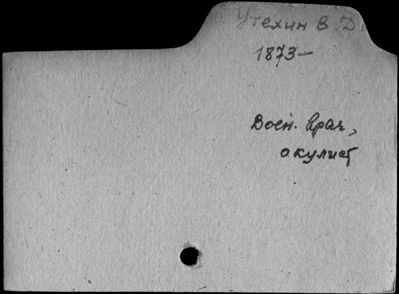 Утехин В. Д
1873–
Воен. врач,
окулист